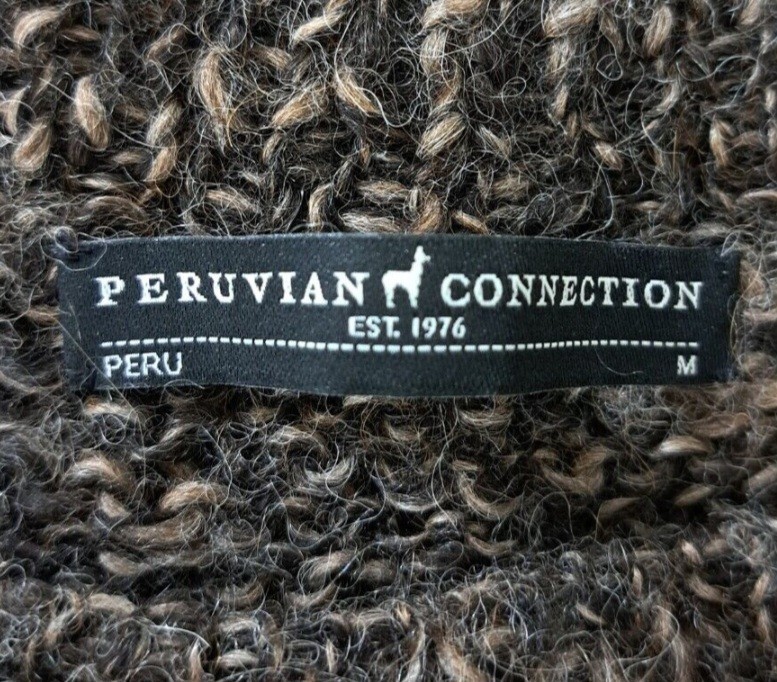 PERUVIAN CONNECTION
EST. 1976
PERU M